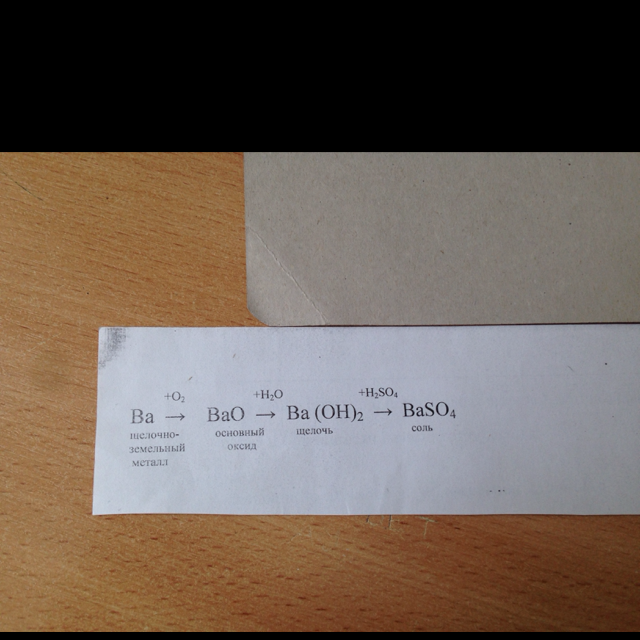 +O₂ +H₂O +H₂SO₄
Ba → BaO → Ba (OH)₂ → BaSO₄
щелочно- основный щелочь соль
земельный оксид
металл